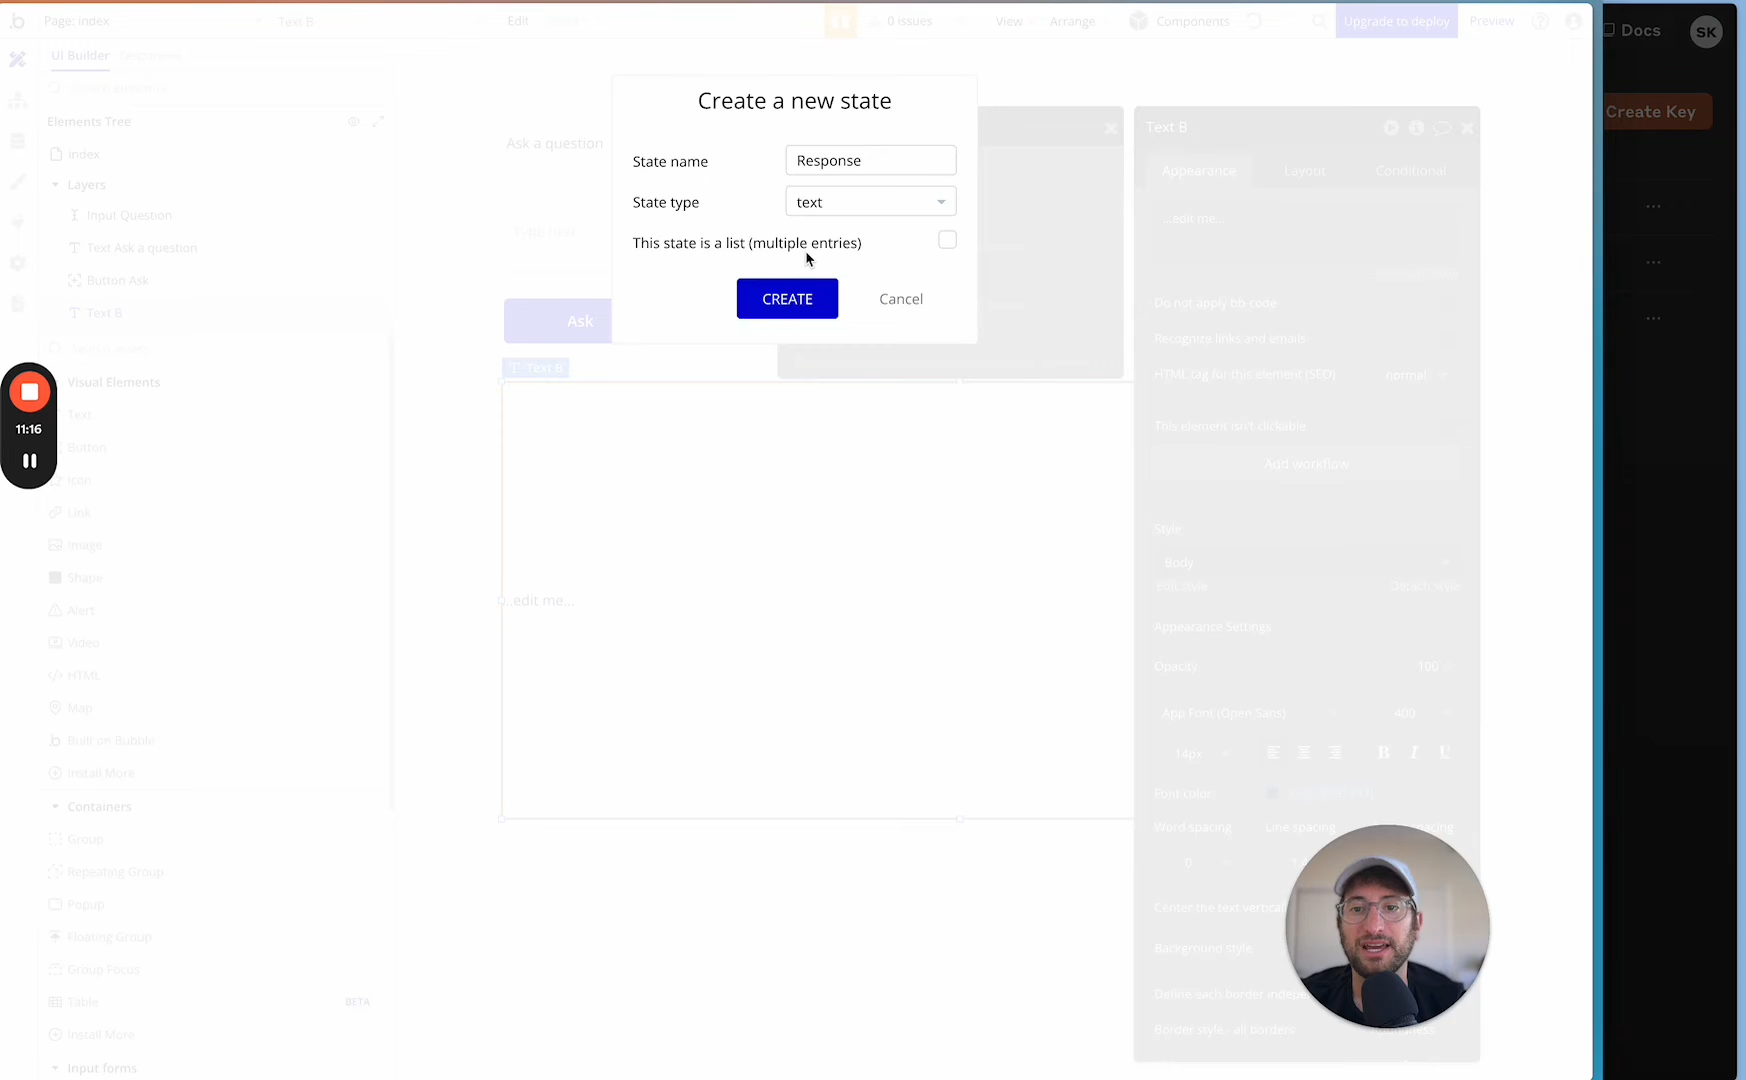 Page: index
Text B
Edit
0 issues
View
Arrange
Components
Upgrade to deploy
Preview
Docs
SK
UI Builder
Create Key
Elements Tree
index
Layers
Input Question
Text Ask a question
Button Ask
Text B
Visual Elements
Text
Button
Icon
Link
Image
Shape
Alert
Video
HTML
Map
Built on Bubble
Install More
Containers
Group
Repeating Group
Popup
Floating Group
Group Focus
Table
BETA
Install More
Input forms
11:16
Create a new state
State name
Response
State type
text
This state is a list (multiple entries)
CREATE
Cancel
Ask a question
Ask
Text B
...edit me...
Text B
Appearance
Layout
Conditional
...edit me...
Do not apply bb code
Recognize links and emails
HTML tag for this element (SEO)
normal
This element isn't clickable
Add workflow
Style
Body
Edit style
Detach style
Appearance Settings
Opacity
100
App Font (Open Sans)
400
14px
B
I
U
Font color
Word spacing
Line spacing
0
Center the text vertical
Background style
Define each border indepe
Border style - all borders